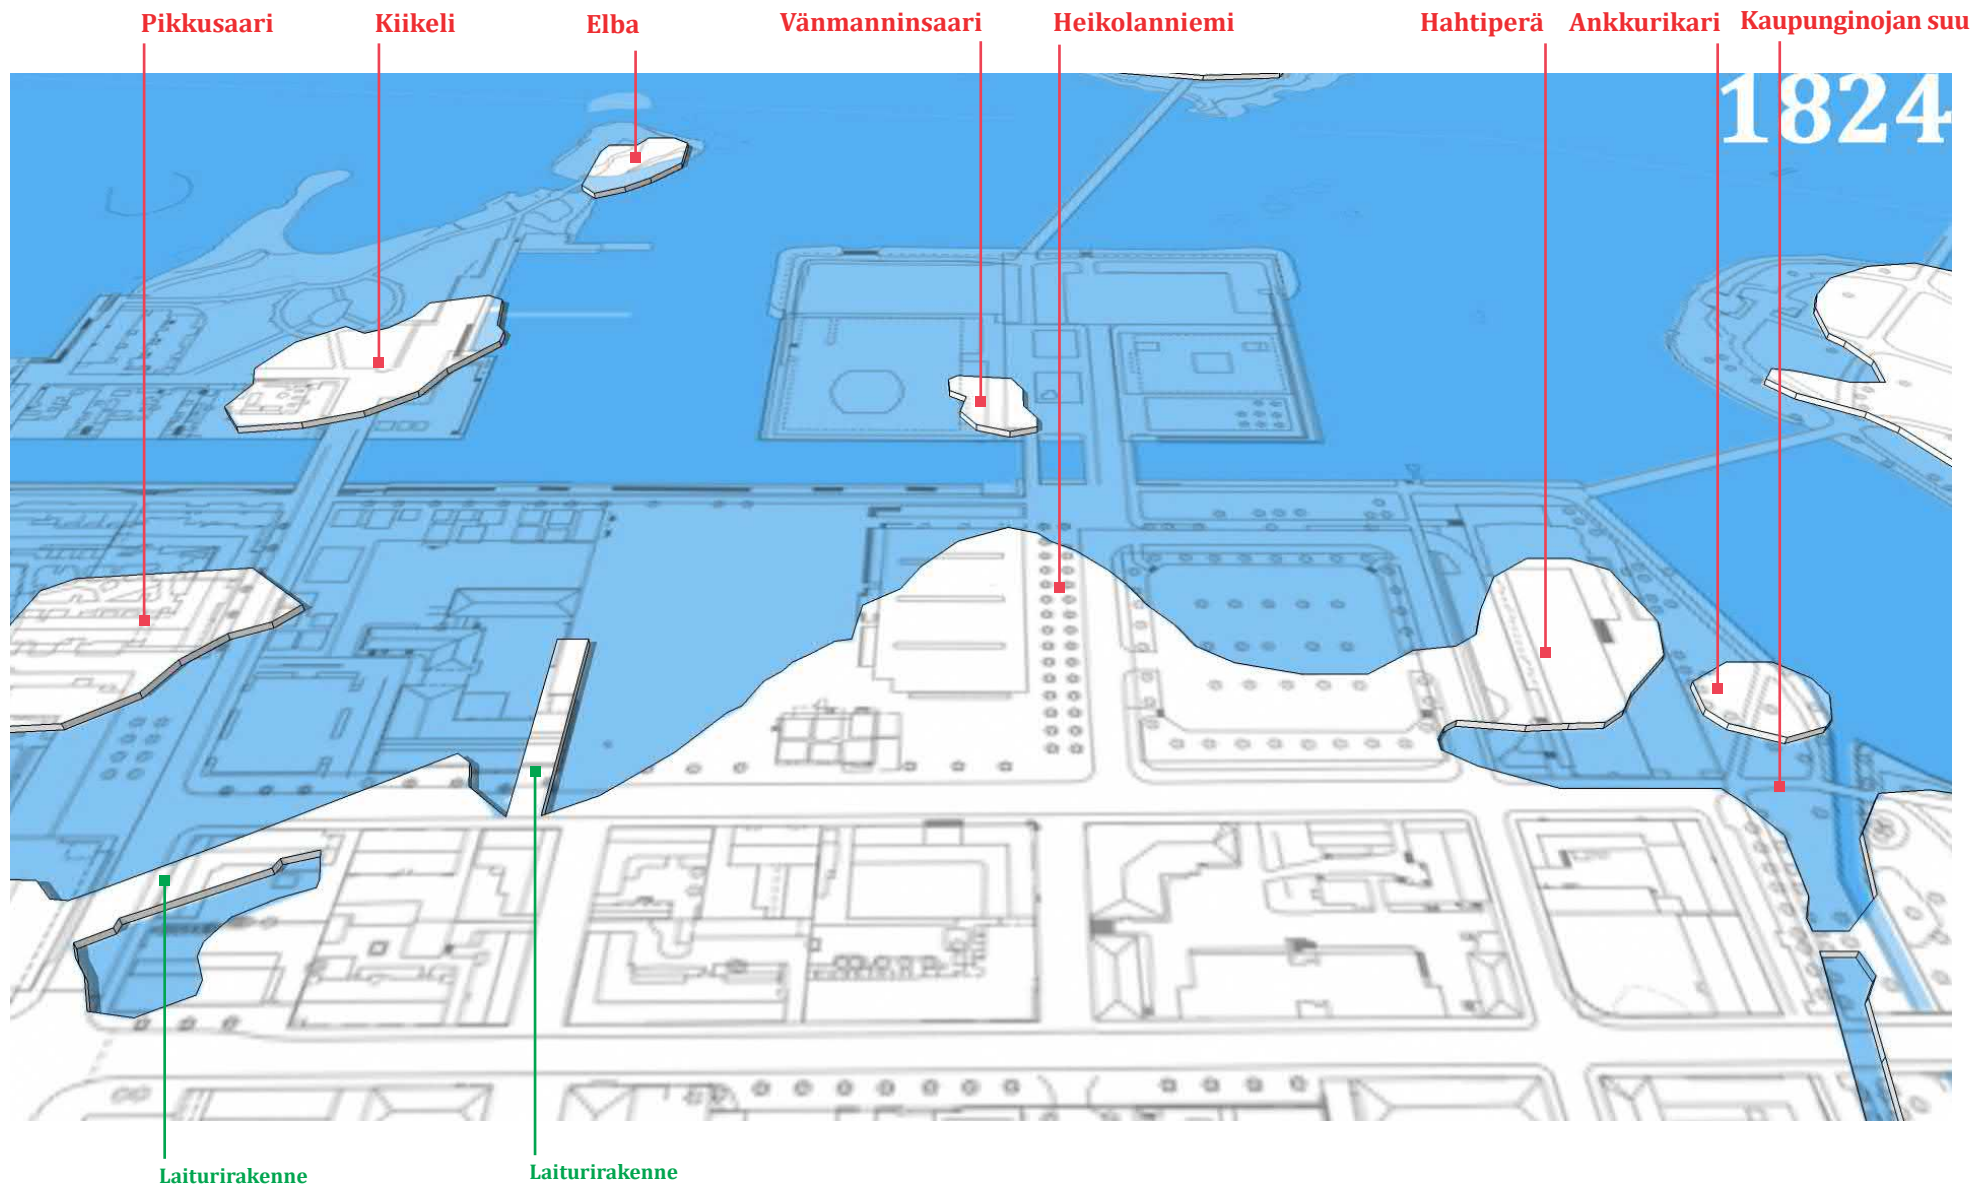 Pikkusaari
Kiikeli
Elba
Vänmanninsaari
Heikolanniemi
Hahtiperä
Ankkurikari
Kaupunginojan suu
1824
Laiturirakenne
Laiturirakenne